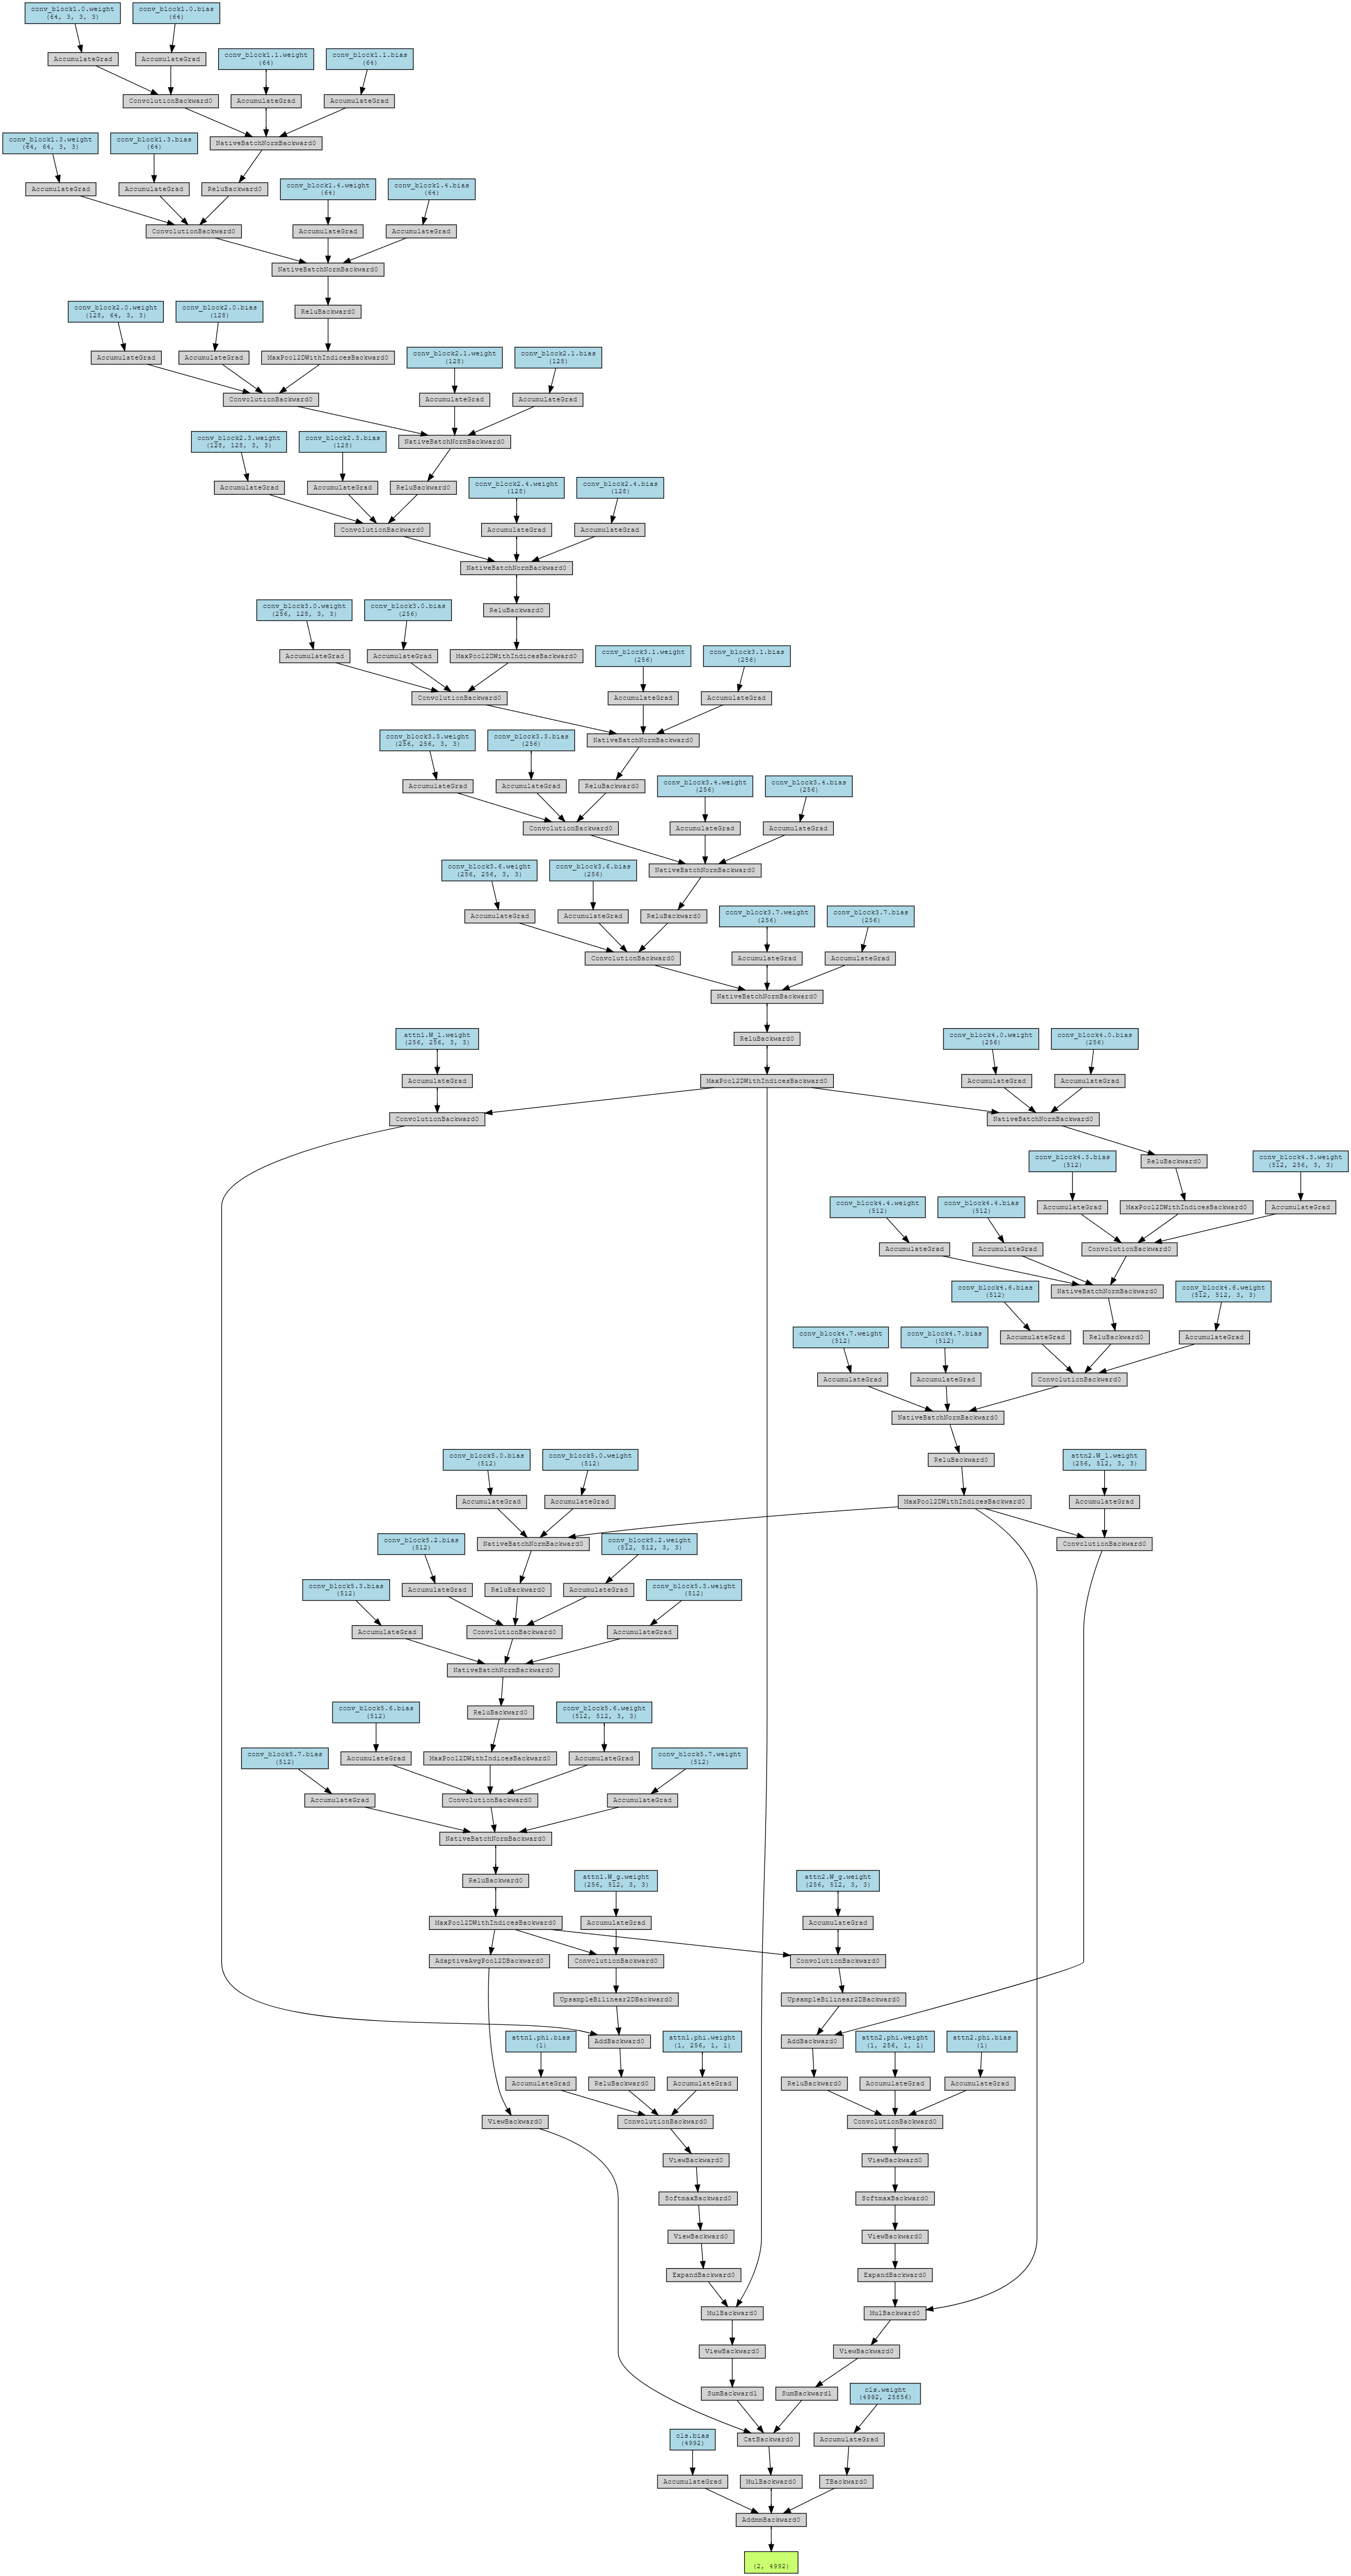 conv_block1.0.weight
(64, 3, 3, 3)
conv_block1.0.bias
(64)
AccumulateGrad
AccumulateGrad
conv_block1.1.weight
(64)
conv_block1.1.bias
(64)
ConvolutionBackward0
AccumulateGrad
AccumulateGrad
conv_block1.3.weight
(64, 64, 3, 3)
conv_block1.3.bias
(64)
NativeBatchNormBackward0
AccumulateGrad
AccumulateGrad
ReluBackward0
conv_block1.4.weight
(64)
conv_block1.4.bias
(64)
ConvolutionBackward0
AccumulateGrad
AccumulateGrad
NativeBatchNormBackward0
conv_block2.0.weight
(128, 64, 3, 3)
conv_block2.0.bias
(128)
ReluBackward0
AccumulateGrad
AccumulateGrad
MaxPool2DWithIndicesBackward0
conv_block2.1.weight
(128)
conv_block2.1.bias
(128)
ConvolutionBackward0
AccumulateGrad
AccumulateGrad
conv_block2.3.weight
(128, 128, 3, 3)
conv_block2.3.bias
(128)
NativeBatchNormBackward0
AccumulateGrad
AccumulateGrad
ReluBackward0
conv_block2.4.weight
(128)
conv_block2.4.bias
(128)
ConvolutionBackward0
AccumulateGrad
AccumulateGrad
NativeBatchNormBackward0
conv_block3.0.weight
(256, 128, 3, 3)
conv_block3.0.bias
(256)
ReluBackward0
AccumulateGrad
AccumulateGrad
MaxPool2DWithIndicesBackward0
conv_block3.1.weight
(256)
conv_block3.1.bias
(256)
ConvolutionBackward0
AccumulateGrad
AccumulateGrad
conv_block3.3.weight
(256, 256, 3, 3)
conv_block3.3.bias
(256)
NativeBatchNormBackward0
AccumulateGrad
AccumulateGrad
ReluBackward0
conv_block3.4.weight
(256)
conv_block3.4.bias
(256)
ConvolutionBackward0
AccumulateGrad
AccumulateGrad
conv_block3.6.weight
(256, 256, 3, 3)
conv_block3.6.bias
(256)
NativeBatchNormBackward0
AccumulateGrad
AccumulateGrad
ReluBackward0
conv_block3.7.weight
(256)
conv_block3.7.bias
(256)
ConvolutionBackward0
AccumulateGrad
AccumulateGrad
NativeBatchNormBackward0
attn1.W_l.weight
(256, 256, 3, 3)
ReluBackward0
conv_block4.0.weight
(256)
conv_block4.0.bias
(256)
AccumulateGrad
MaxPool2DWithIndicesBackward0
AccumulateGrad
AccumulateGrad
ConvolutionBackward0
NativeBatchNormBackward0
conv_block4.3.bias
(512)
ReluBackward0
conv_block4.3.weight
(512, 256, 3, 3)
conv_block4.4.weight
(512)
conv_block4.4.bias
(512)
AccumulateGrad
MaxPool2DWithIndicesBackward0
AccumulateGrad
AccumulateGrad
AccumulateGrad
ConvolutionBackward0
conv_block4.6.bias
(512)
NativeBatchNormBackward0
conv_block4.6.weight
(512, 512, 3, 3)
conv_block4.7.weight
(512)
conv_block4.7.bias
(512)
AccumulateGrad
ReluBackward0
AccumulateGrad
AccumulateGrad
AccumulateGrad
ConvolutionBackward0
NativeBatchNormBackward0
conv_block5.0.bias
(512)
conv_block5.0.weight
(512)
ReluBackward0
attn2.W_l.weight
(256, 512, 3, 3)
AccumulateGrad
AccumulateGrad
MaxPool2DWithIndicesBackward0
AccumulateGrad
conv_block5.2.bias
(512)
NativeBatchNormBackward0
conv_block5.2.weight
(512, 512, 3, 3)
ConvolutionBackward0
conv_block5.3.bias
(512)
AccumulateGrad
ReluBackward0
AccumulateGrad
conv_block5.3.weight
(512)
AccumulateGrad
ConvolutionBackward0
AccumulateGrad
NativeBatchNormBackward0
conv_block5.6.bias
(512)
ReluBackward0
conv_block5.6.weight
(512, 512, 3, 3)
conv_block5.7.bias
(512)
AccumulateGrad
MaxPool2DWithIndicesBackward0
AccumulateGrad
conv_block5.7.weight
(512)
AccumulateGrad
ConvolutionBackward0
AccumulateGrad
NativeBatchNormBackward0
ReluBackward0
attn1.W_g.weight
(256, 512, 3, 3)
attn2.W_g.weight
(256, 512, 3, 3)
MaxPool2DWithIndicesBackward0
AccumulateGrad
AccumulateGrad
AdaptiveAvgPool2DBackward0
ConvolutionBackward0
ConvolutionBackward0
UpsampleBilinear2DBackward0
UpsampleBilinear2DBackward0
attn1.phi.bias
(1)
AddBackward0
attn1.phi.weight
(1, 256, 1, 1)
AddBackward0
attn2.phi.weight
(1, 256, 1, 1)
attn2.phi.bias
(1)
AccumulateGrad
ReluBackward0
AccumulateGrad
ReluBackward0
AccumulateGrad
AccumulateGrad
ViewBackward0
ConvolutionBackward0
ConvolutionBackward0
ViewBackward0
ViewBackward0
SoftmaxBackward0
SoftmaxBackward0
ViewBackward0
ViewBackward0
ExpandBackward0
ExpandBackward0
MulBackward0
MulBackward0
ViewBackward0
ViewBackward0
SumBackward1
SumBackward1
cls.weight
(4992, 25856)
cls.bias
(4992)
CatBackward0
AccumulateGrad
AccumulateGrad
MulBackward0
TBackward0
AddmmBackward0
(2, 4992)